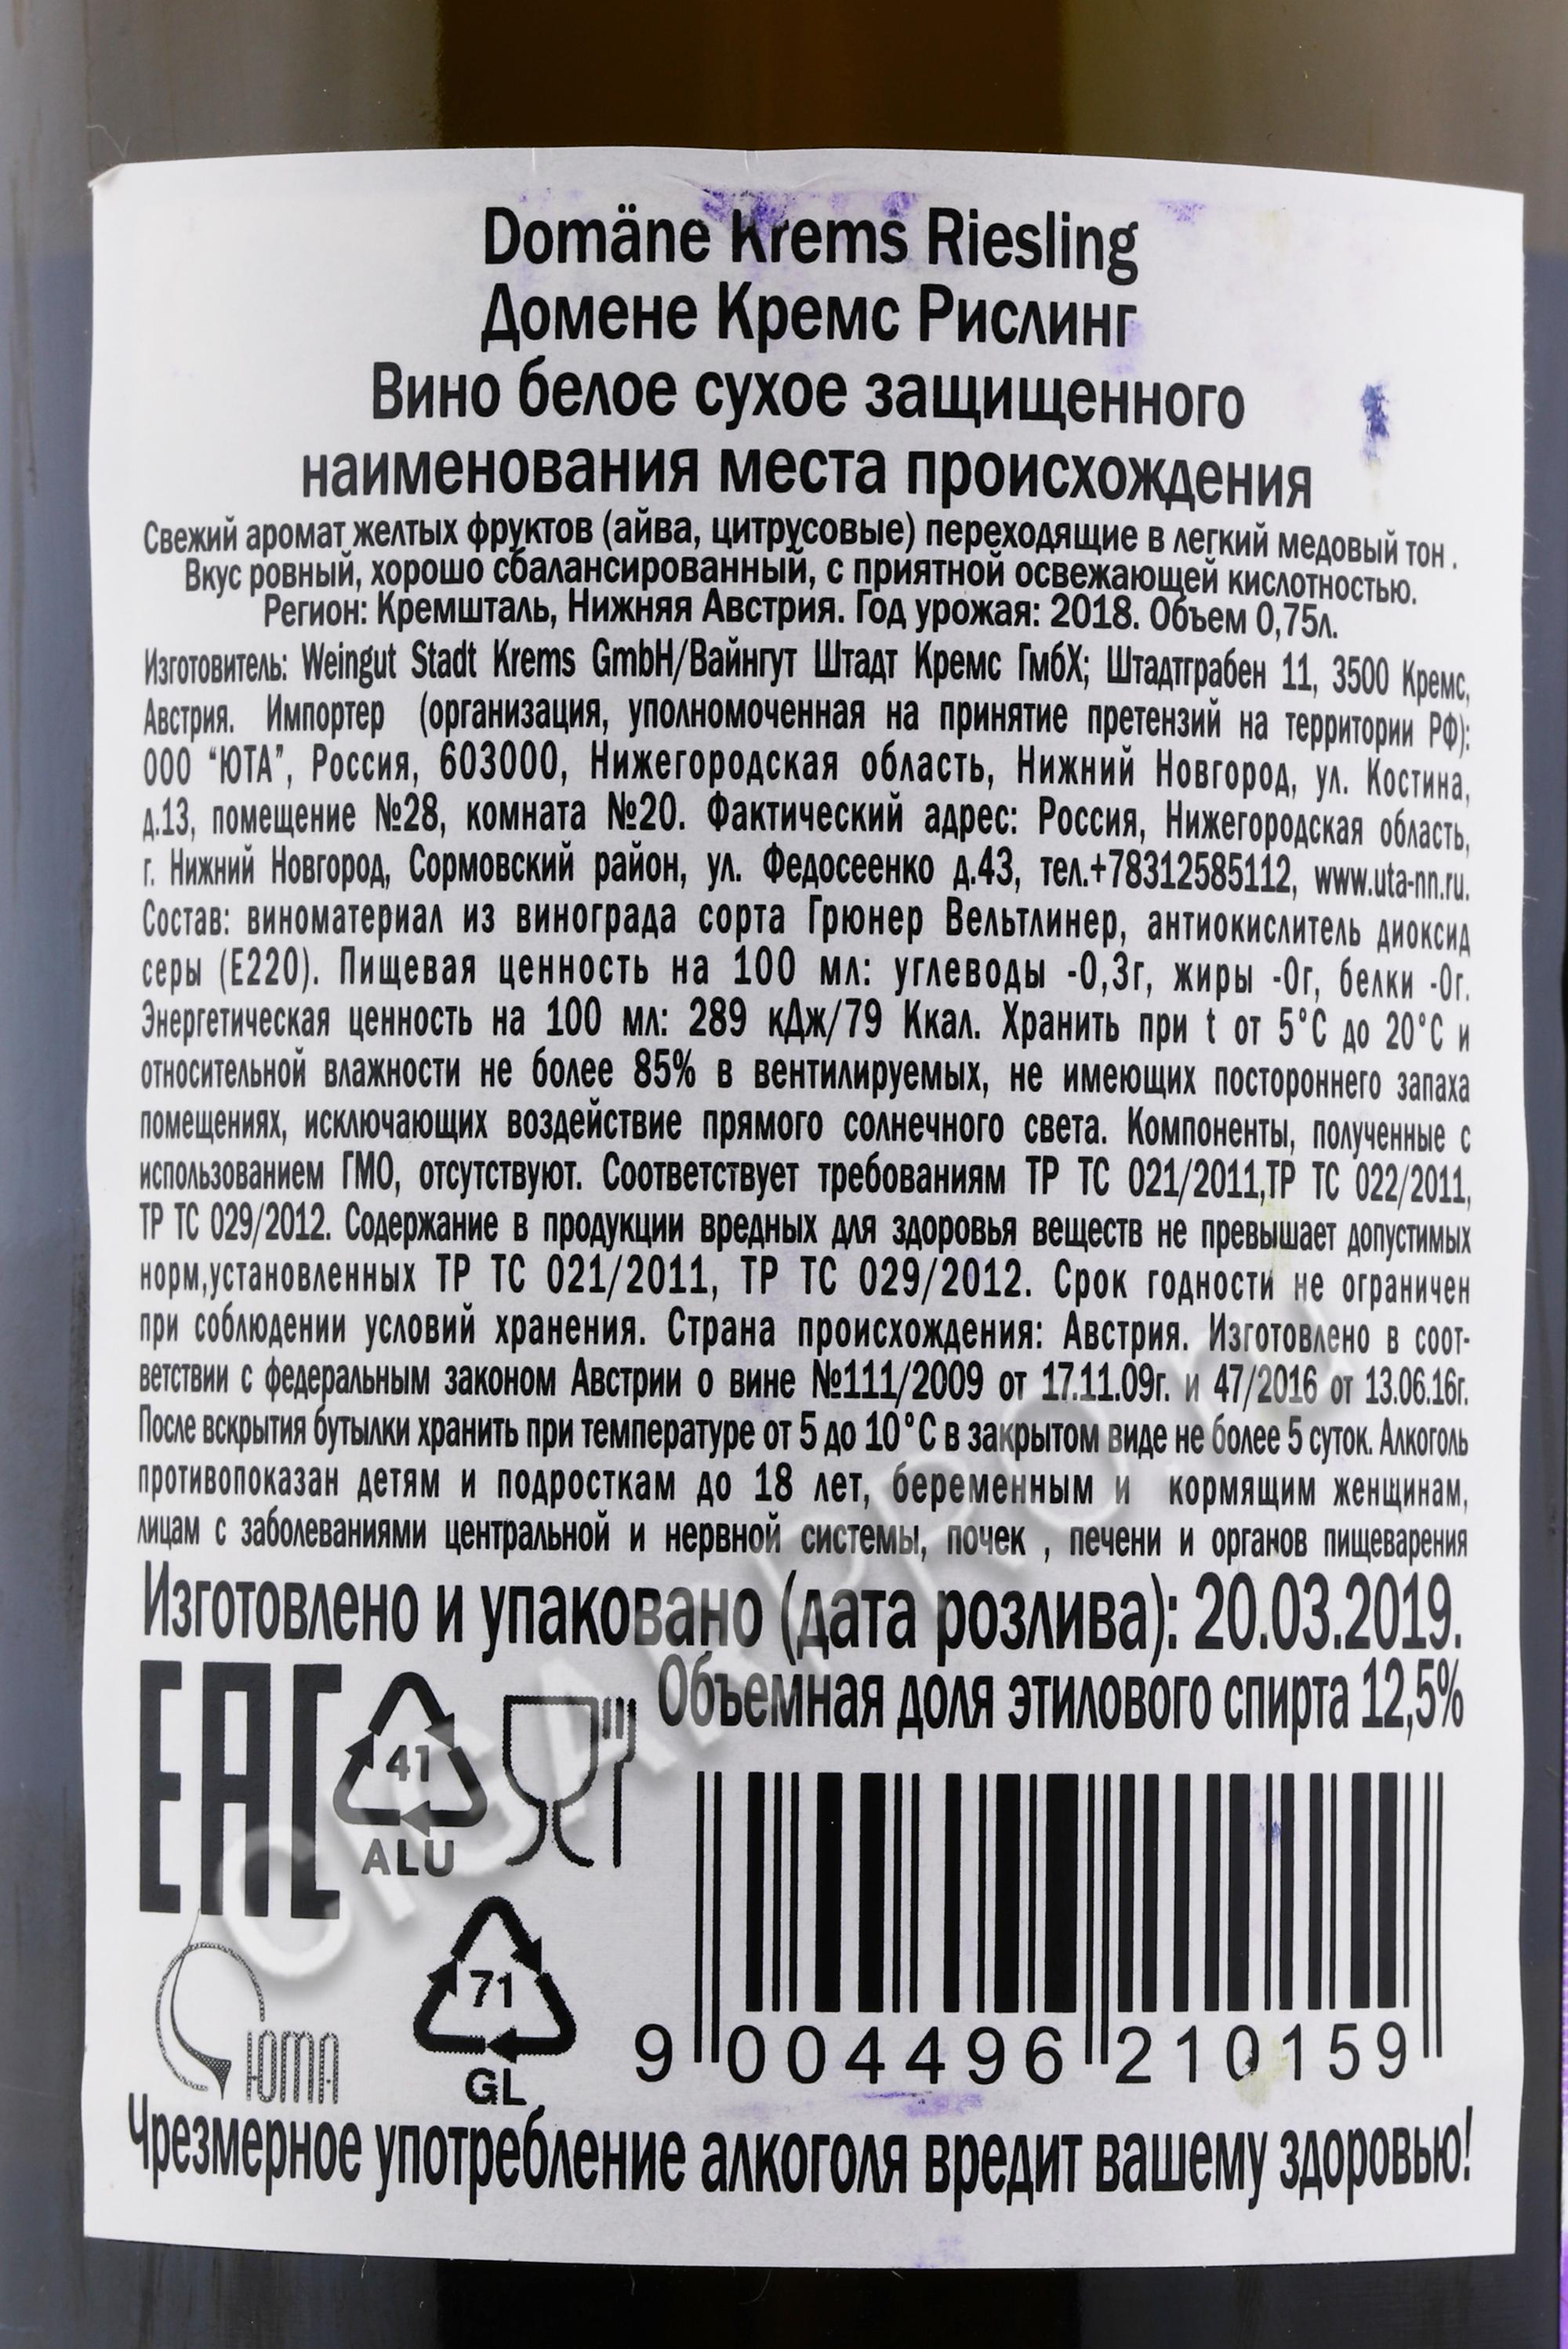 Domäne Krems Riesling
Домене Кремс Рислинг
Вино белое сухое защищенного
наименования места происхождения
Свежий аромат желтых фруктов (айва, цитрусовые) переходящие в легкий медовый тон .
Вкус ровный, хорошо сбалансированный, с приятной освежающей кислотностью.
Регион: Кремшталь, Нижняя Австрия. Год урожая: 2018. Объем 0,75л.
Изготовитель: Weingut Stadt Krems GmbH/Вайнгут Штадт Кремс ГмбХ; Штадтграбен 11, 3500 Кремс,
Австрия. Импортер (организация, уполномоченная на принятие претензий на территории РФ):
ООО "ЮТА", Россия, 603000, Нижегородская область, Нижний Новгород, ул. Костина,
д.13, помещение №28, комната №20. Фактический адрес: Россия, Нижегородская область,
г. Нижний Новгород, Сормовский район, ул. Федосеенко д.43, тел.+78312585112, www.uta-nn.ru.
Состав: виноматериал из винограда сорта Грюнер Вельтлинер, антиокислитель диоксид
серы (Е220). Пищевая ценность на 100 мл: углеводы -0,3г, жиры -0г, белки -0г.
Энергетическая ценность на 100 мл: 289 кДж/79 Ккал. Хранить при t от 5°С до 20°С и
относительной влажности не более 85% в вентилируемых, не имеющих постороннего запаха
помещениях, исключающих воздействие прямого солнечного света. Компоненты, полученные с
использованием ГМО, отсутствуют. Соответствует требованиям ТР ТС 021/2011,ТР ТС 022/2011,
ТР ТС 029/2012. Содержание в продукции вредных для здоровья веществ не превышает допустимых
норм,установленных ТР ТС 021/2011, ТР ТС 029/2012. Срок годности не ограничен
при соблюдении условий хранения. Страна происхождения: Австрия. Изготовлено в соот-
ветствии с федеральным законом Австрии о вине №111/2009 от 17.11.09г. и 47/2016 от 13.06.16г.
После вскрытия бутылки хранить при температуре от 5 до 10°С в закрытом виде не более 5 суток. Алкоголь
противопоказан детям и подросткам до 18 лет, беременным и кормящим женщинам,
лицам с заболеваниями центральной и нервной системы, почек , печени и органов пищеварения
Изготовлено и упаковано (дата розлива): 20.03.2019.
Объемная доля этилового спирта 12,5%
ЕАС
41
ALU
71
GL
ЮТА
9 004496 210159
Чрезмерное употребление алкоголя вредит вашему здоровью!
CIGARPRO.ru